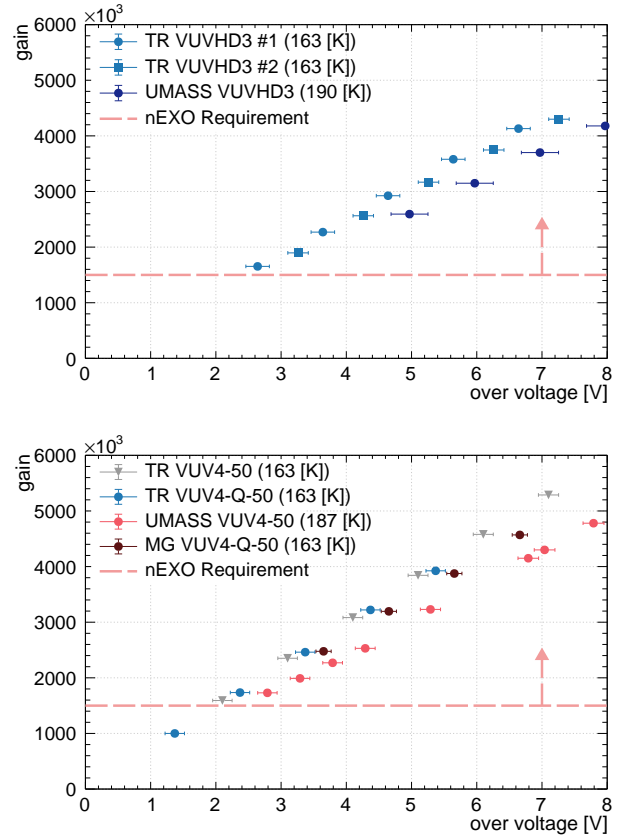 ×10³
gain
6000
TR VUVHD3 #1 (163 [K])
TR VUVHD3 #2 (163 [K])
UMASS VUVHD3 (190 [K])
nEXO Requirement
5000
4000
3000
2000
1000
0
0 1 2 3 4 5 6 7 8
over voltage [V]
×10³
gain
6000
TR VUV4-50 (163 [K])
TR VUV4-Q-50 (163 [K])
UMASS VUV4-50 (187 [K])
MG VUV4-Q-50 (163 [K])
nEXO Requirement
5000
4000
3000
2000
1000
0
0 1 2 3 4 5 6 7 8
over voltage [V]